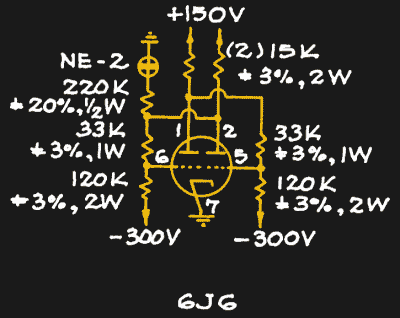 +150V
NE-2
(2) 15K
± 3%, 2W
220K
± 20%, ½W
33K
± 3%, 1W
1
2
33K
± 3%, 1W
6
5
120K
± 3%, 2W
120K
± 3%, 2W
7
-300V
-300V
6J6